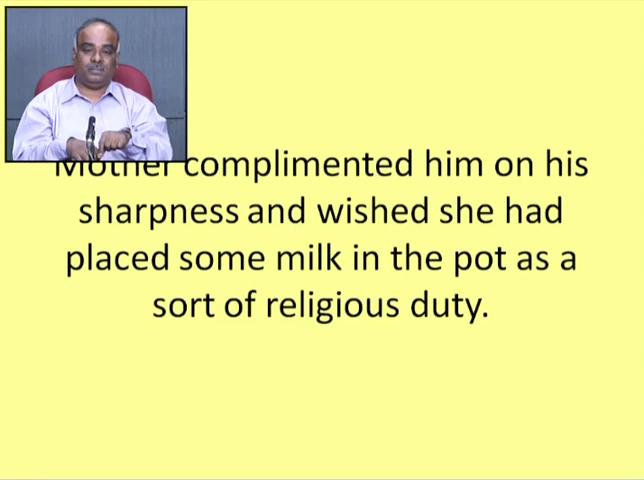 Mother complimented him on his
sharpness and wished she had
placed some milk in the pot as a
sort of religious duty.